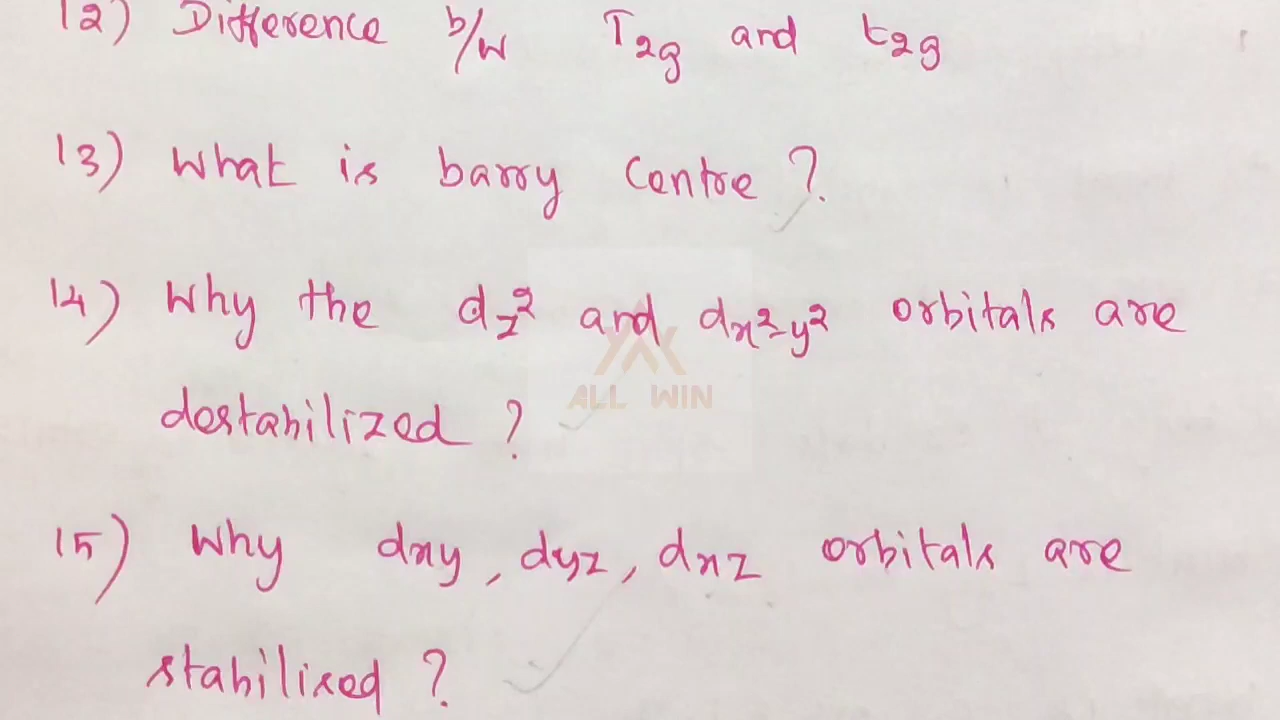 12) Difference b/w T2g and t2g
13) What is barry Centre ?
14) Why the dz² and dx²-y² orbitals are
ALL WIN
destabilized ?
15) Why dxy, dyz, dxz orbitals are
stabilized ?